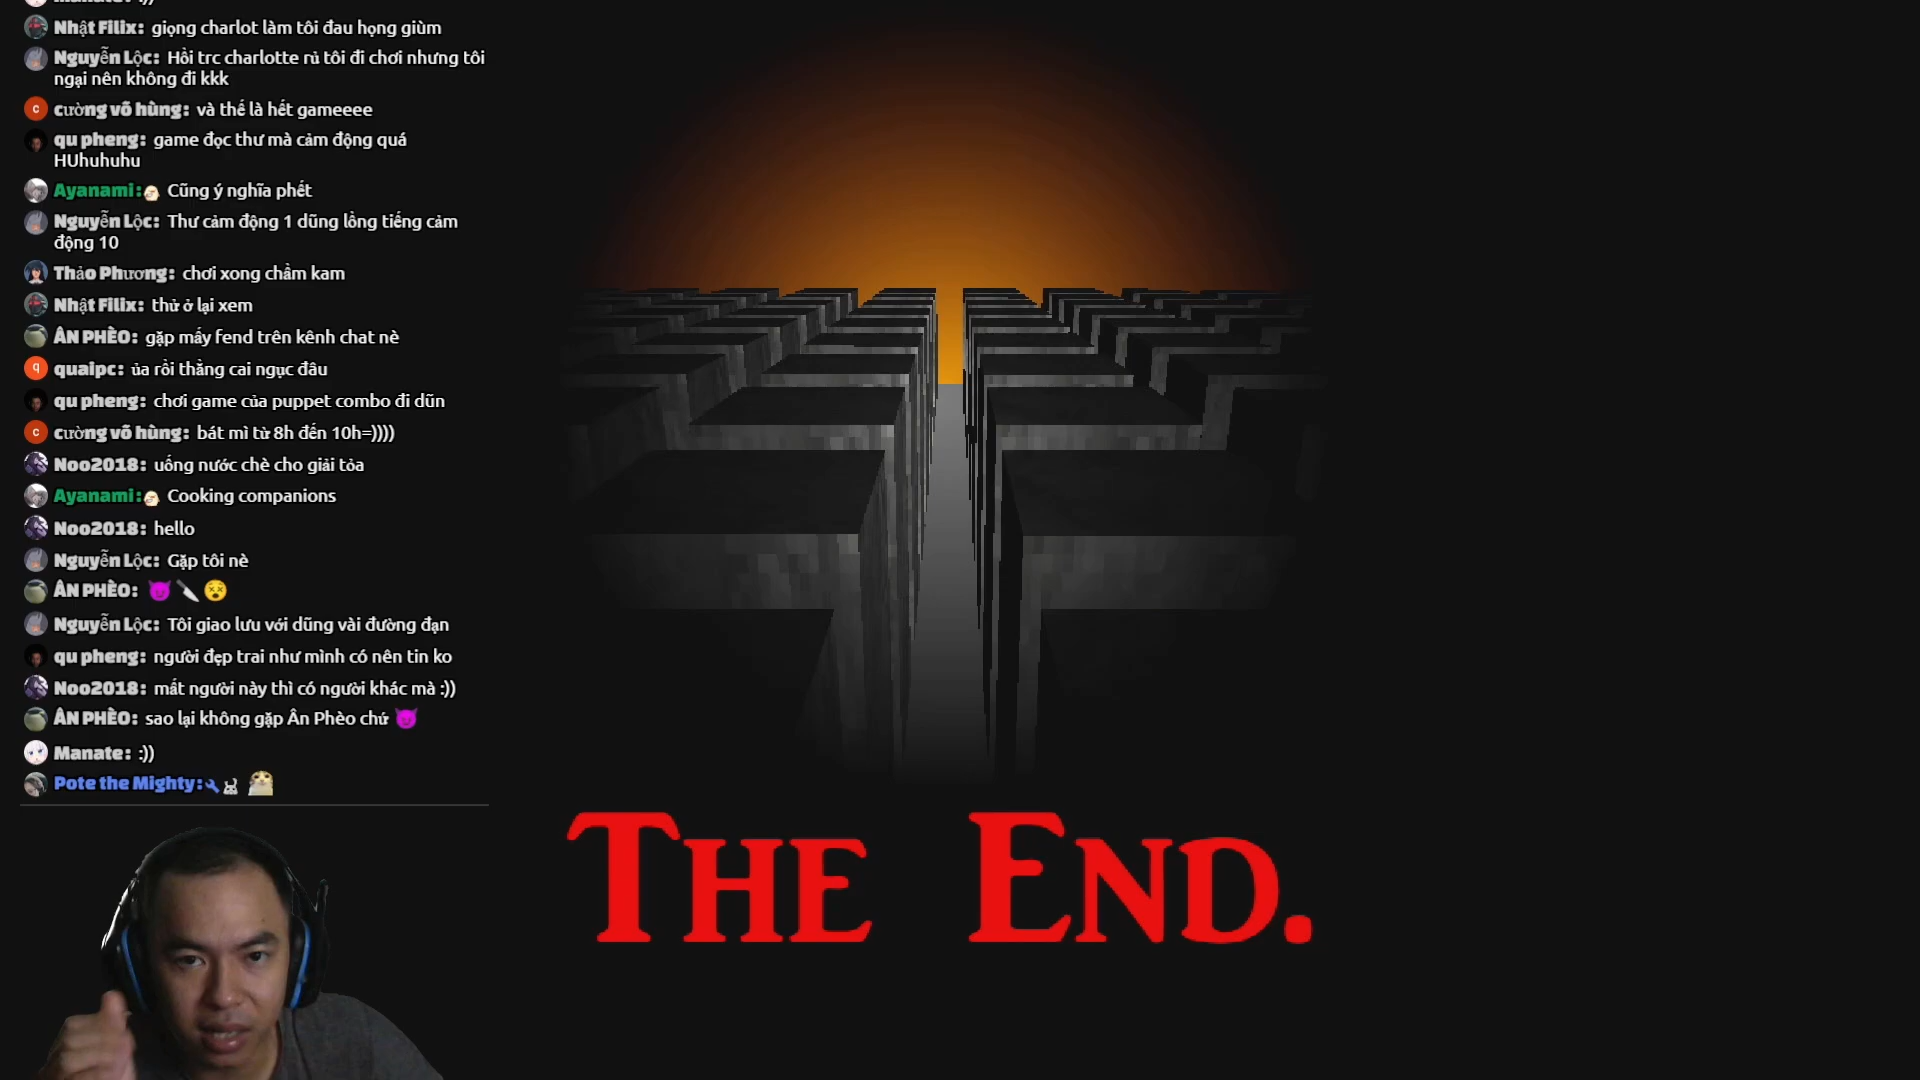 Manate: :))
Nhật Filix: giọng charlot làm tôi đau họng giùm
Nguyễn Lộc: Hồi trc charlotte rủ tôi đi chơi nhưng tôi
ngại nên không đi kkk
cường võ hùng: và thế là hết gameeee
qu pheng: game đọc thư mà cảm động quá
HUhuhuhu
Ayanami: Cũng ý nghĩa phết
Nguyễn Lộc: Thư cảm động 1 dũng lồng tiếng cảm
động 10
Thảo Phương: chơi xong chầm kam
Nhật Filix: thử ở lại xem
ÂN PHÈO: gặp mấy fend trên kênh chat nè
q
quaipc: ủa rồi thằng cai ngục đâu
qu pheng: chơi game của puppet combo đi dũn
c
cường võ hùng: bát mì từ 8h đến 10h=))))
Noo2018: uống nước chè cho giải tỏa
Ayanami: Cooking companions
Noo2018: hello
Nguyễn Lộc: Gặp tôi nè
ÂN PHÈO: 😈🔪😵
Nguyễn Lộc: Tôi giao lưu với dũng vài đường đạn
qu pheng: người đẹp trai như mình có nên tin ko
Noo2018: mất người này thì có người khác mà :))
ÂN PHÈO: sao lại không gặp Ân Phèo chứ 😈
Manate: :))
Pote the Mighty:
THE END.